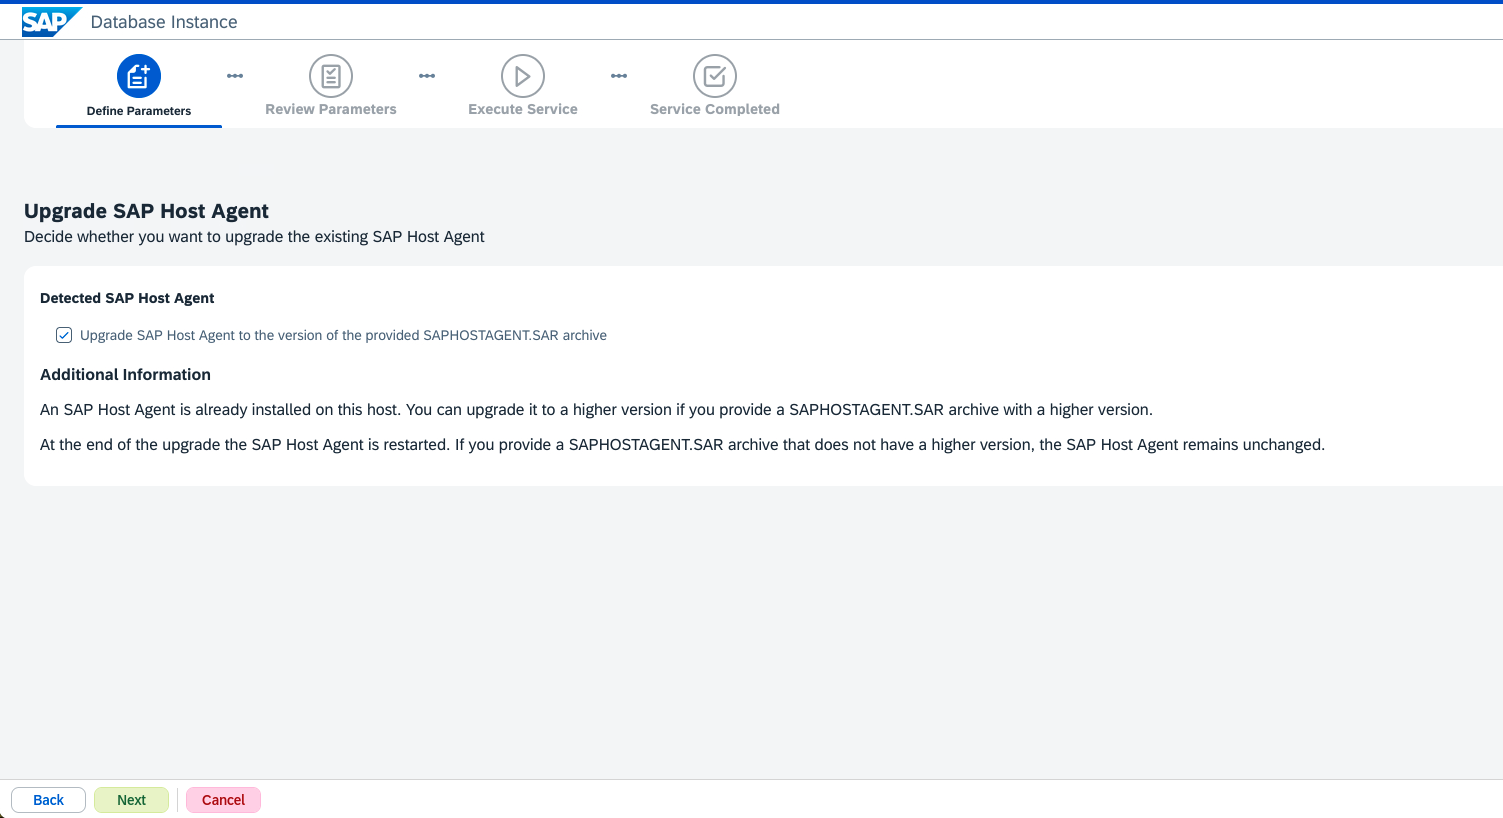 SAP Database Instance
Define Parameters
Review Parameters
Execute Service
Service Completed
Upgrade SAP Host Agent
Decide whether you want to upgrade the existing SAP Host Agent
Detected SAP Host Agent
Upgrade SAP Host Agent to the version of the provided SAPHOSTAGENT.SAR archive
Additional Information
An SAP Host Agent is already installed on this host. You can upgrade it to a higher version if you provide a SAPHOSTAGENT.SAR archive with a higher version.
At the end of the upgrade the SAP Host Agent is restarted. If you provide a SAPHOSTAGENT.SAR archive that does not have a higher version, the SAP Host Agent remains unchanged.
Back Next Cancel